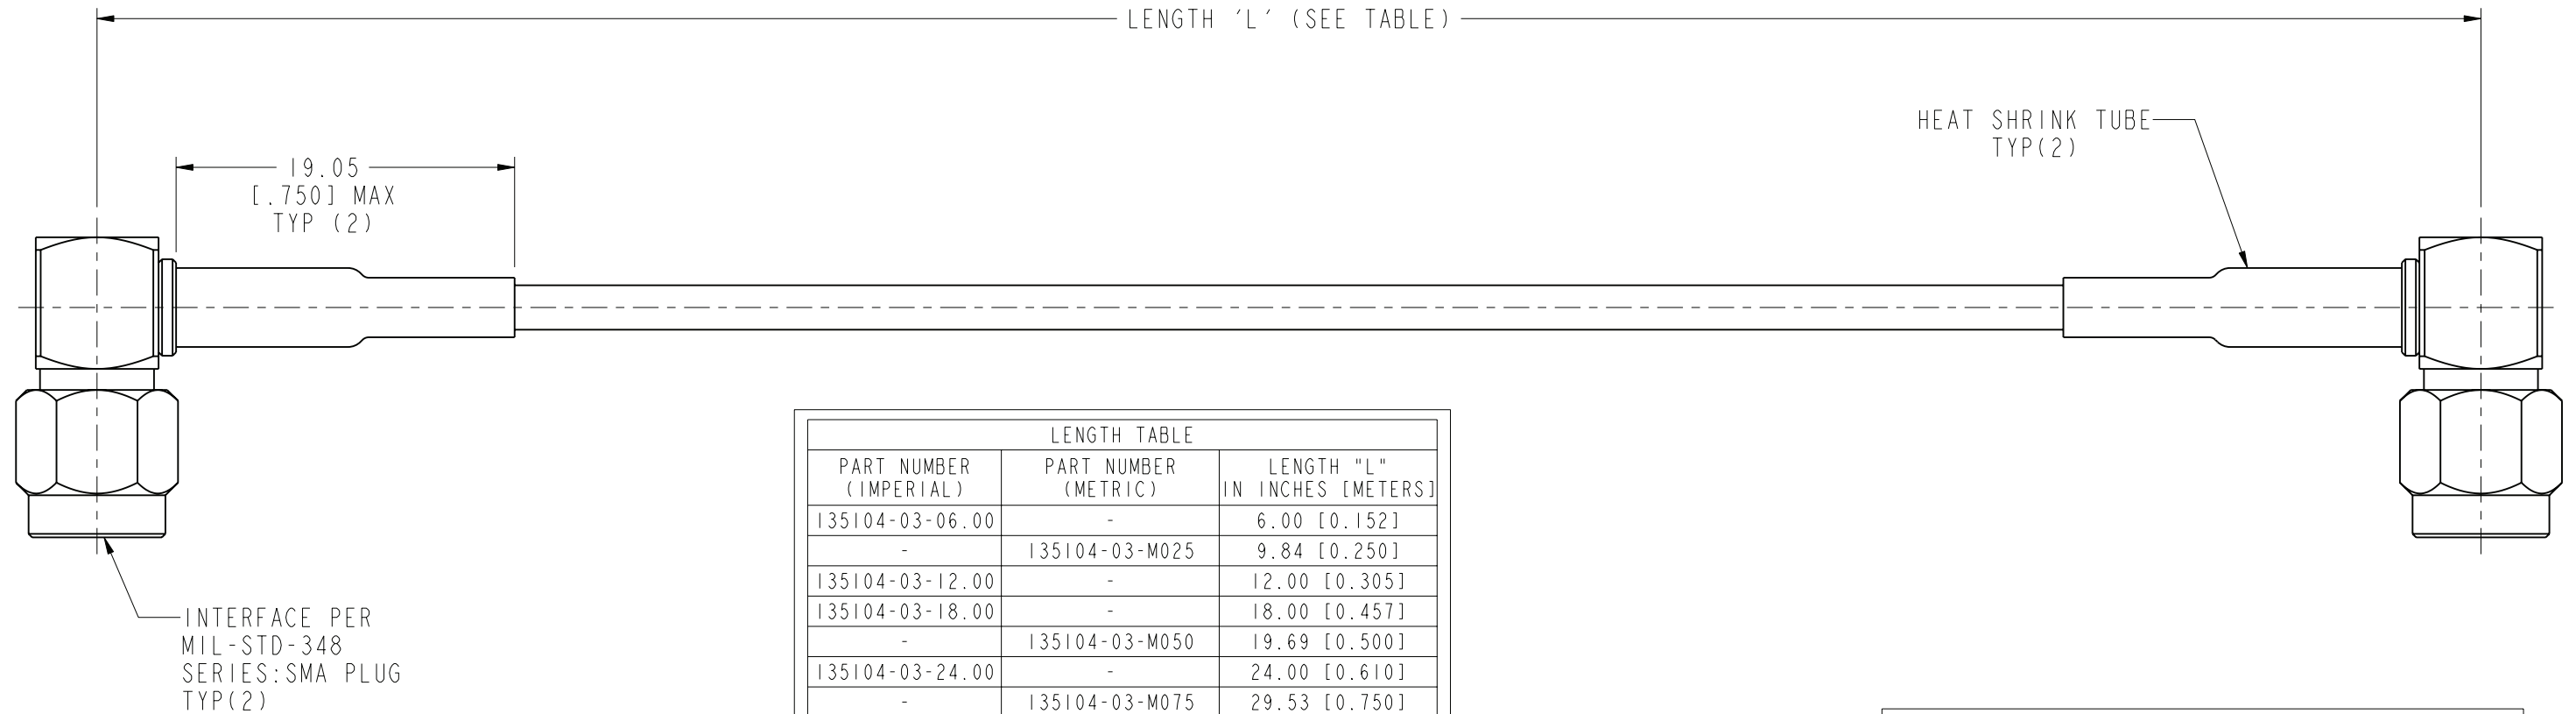 LENGTH 'L' (SEE TABLE)
HEAT SHRINK TUBE
TYP(2)
19.05
[.750] MAX
TYP (2)
INTERFACE PER
MIL-STD-348
SERIES:SMA PLUG
TYP(2)
LENGTH TABLE
PART NUMBER (IMPERIAL) PART NUMBER (METRIC) LENGTH "L" IN INCHES [METERS]
135104-03-06.00 - 6.00 [0.152]
- 135104-03-M025 9.84 [0.250]
135104-03-12.00 - 12.00 [0.305]
135104-03-18.00 - 18.00 [0.457]
- 135104-03-M050 19.69 [0.500]
135104-03-24.00 - 24.00 [0.610]
- 135104-03-M075 29.53 [0.750]